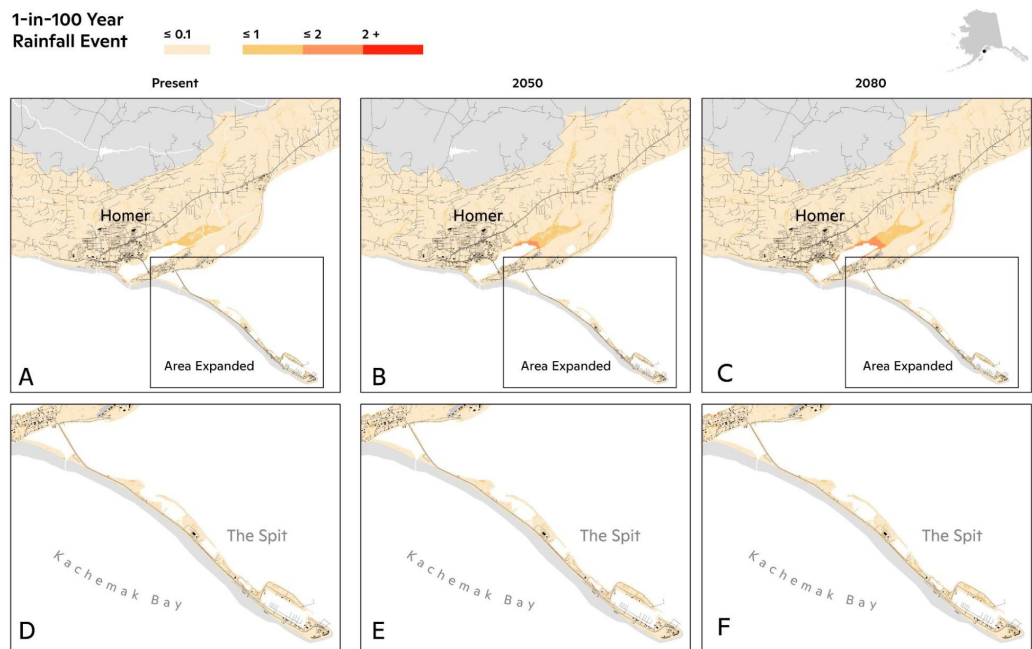 1-in-100 Year
Rainfall Event
≤ 0.1
≤ 1
≤ 2
2 +
Present
2050
2080
Homer
Area Expanded
A
Homer
Area Expanded
B
Homer
Area Expanded
C
The Spit
Kachemak Bay
D
The Spit
Kachemak Bay
E
The Spit
Kachemak Bay
F